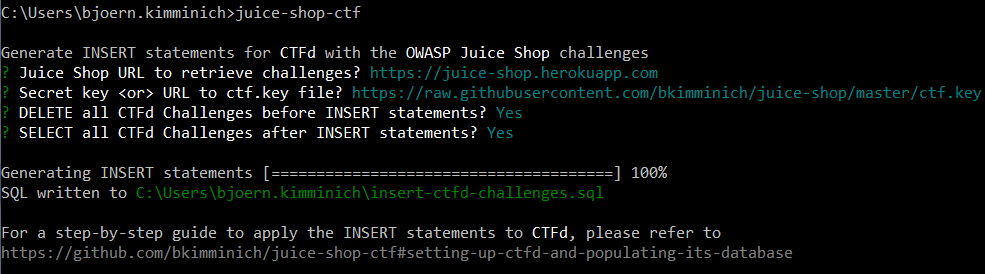 C:\Users\bjoern.kimminich>juice-shop-ctf
Generate INSERT statements for CTFd with the OWASP Juice Shop challenges
? Juice Shop URL to retrieve challenges? https://juice-shop.herokuapp.com
? Secret key <or> URL to ctf.key file? https://raw.githubusercontent.com/bkimminich/juice-shop/master/ctf.key
? DELETE all CTFd Challenges before INSERT statements? Yes
? SELECT all CTFd Challenges after INSERT statements? Yes
Generating INSERT statements [======================================] 100%
SQL written to C:\Users\bjoern.kimminich\insert-ctfd-challenges.sql
For a step-by-step guide to apply the INSERT statements to CTFd, please refer to
https://github.com/bkimminich/juice-shop-ctf#setting-up-ctfd-and-populating-its-database